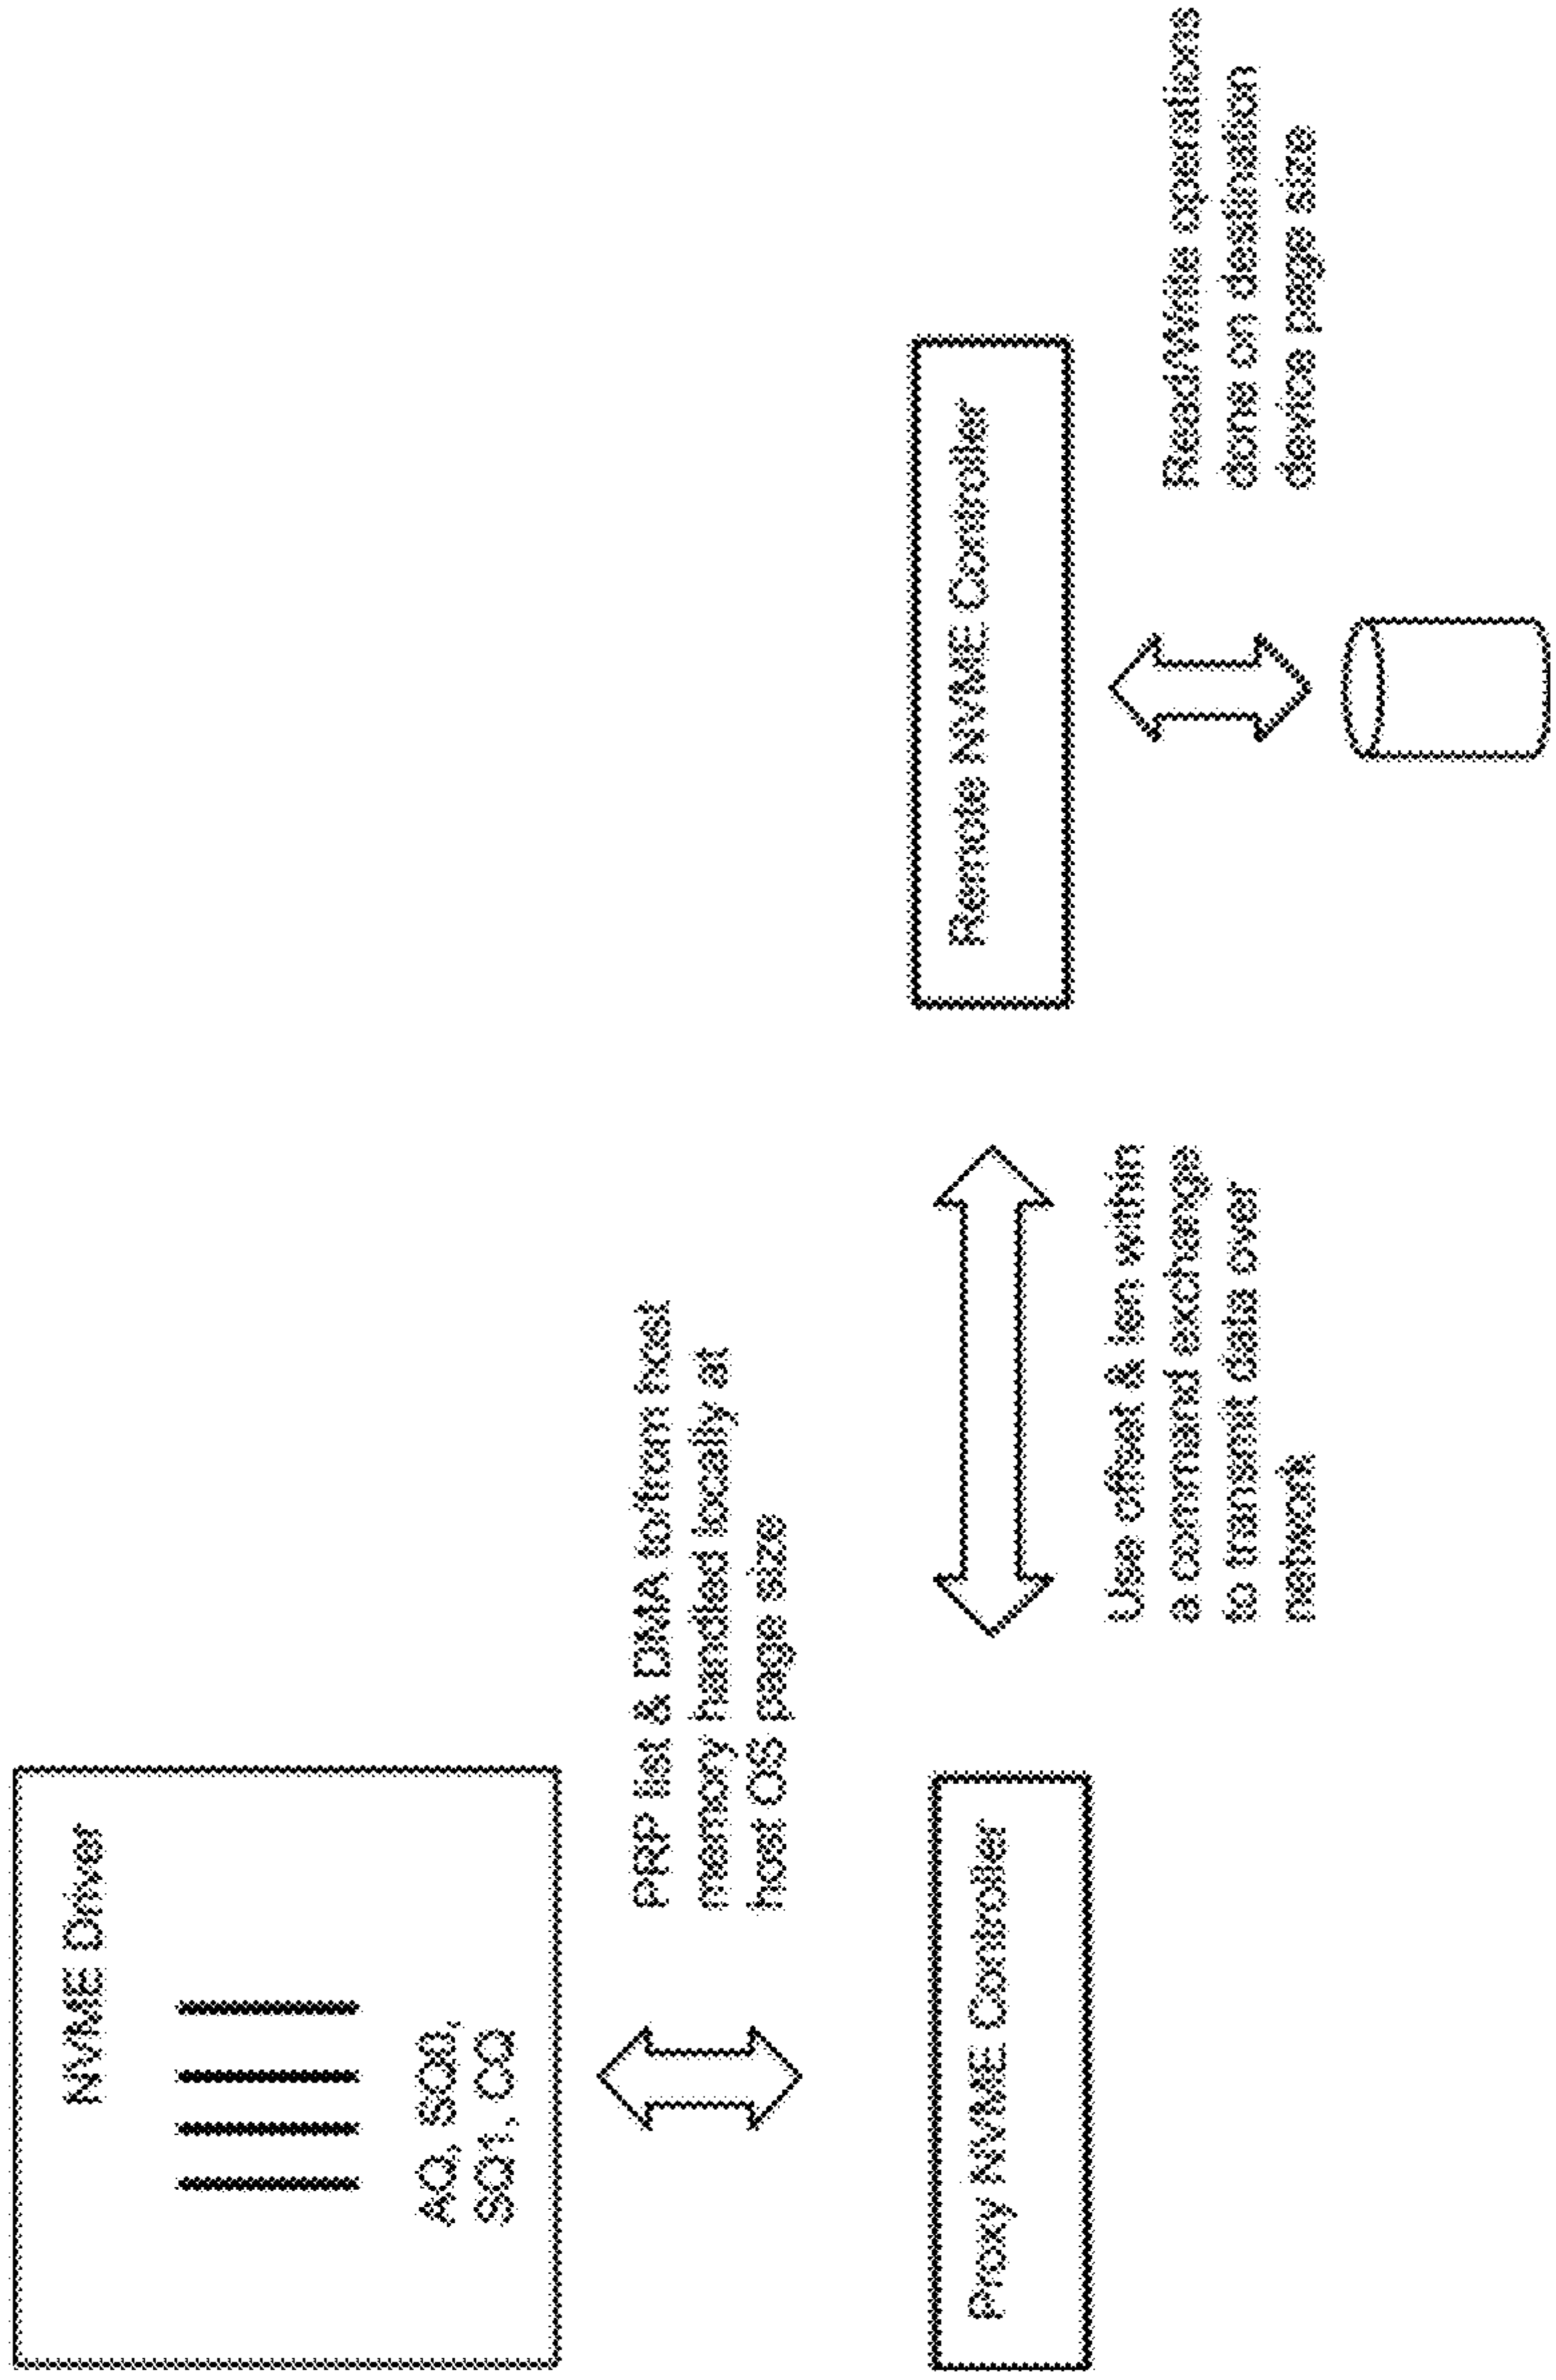 NVME Driver
AQ, SQ0,
SQ1, CQ
PRP list & DMA to/from host
memory handled locally at
host OS page size
Proxy NVME Controller
Use offset & len within
a command exchange
to transmit data over
network
Remote NVME Controller
Read/Write operations
done on destination
device page size